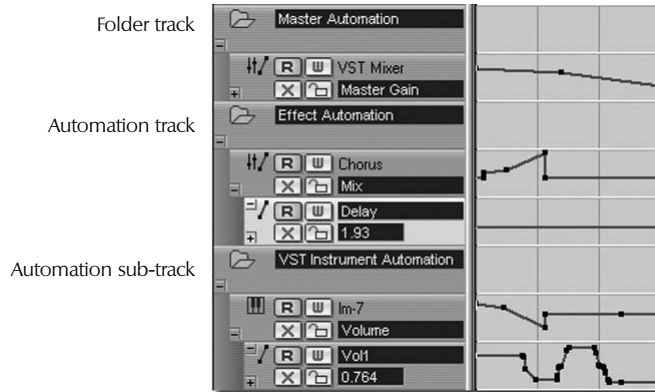 Folder track
Master Automation
R W VST Mixer
X Master Gain
Automation track
Effect Automation
R W Chorus
X Mix
R W Delay
X 1.93
Automation sub-track
VST Instrument Automation
R W lm-7
X Volume
R W Vol1
X 0.764